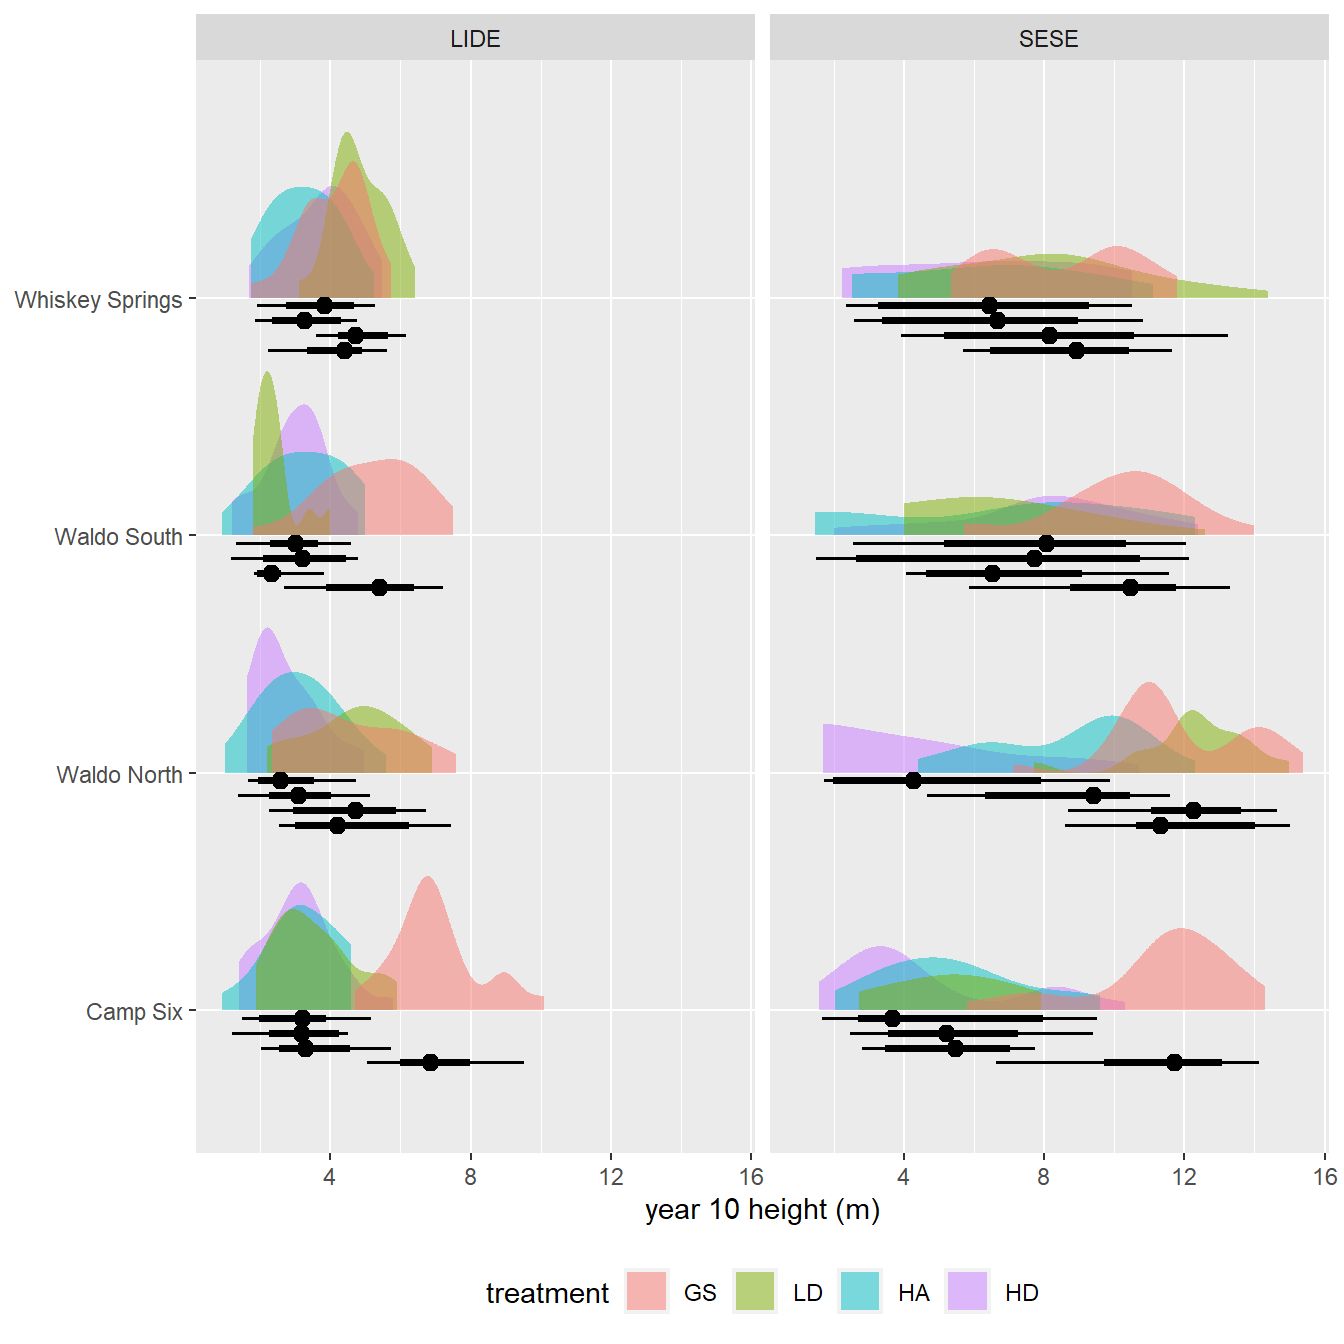 LIDE SESE
Whiskey Springs
Waldo South
Waldo North
Camp Six
4 8 12 16 4 8 12 16
year 10 height (m)
treatment GS LD HA HD